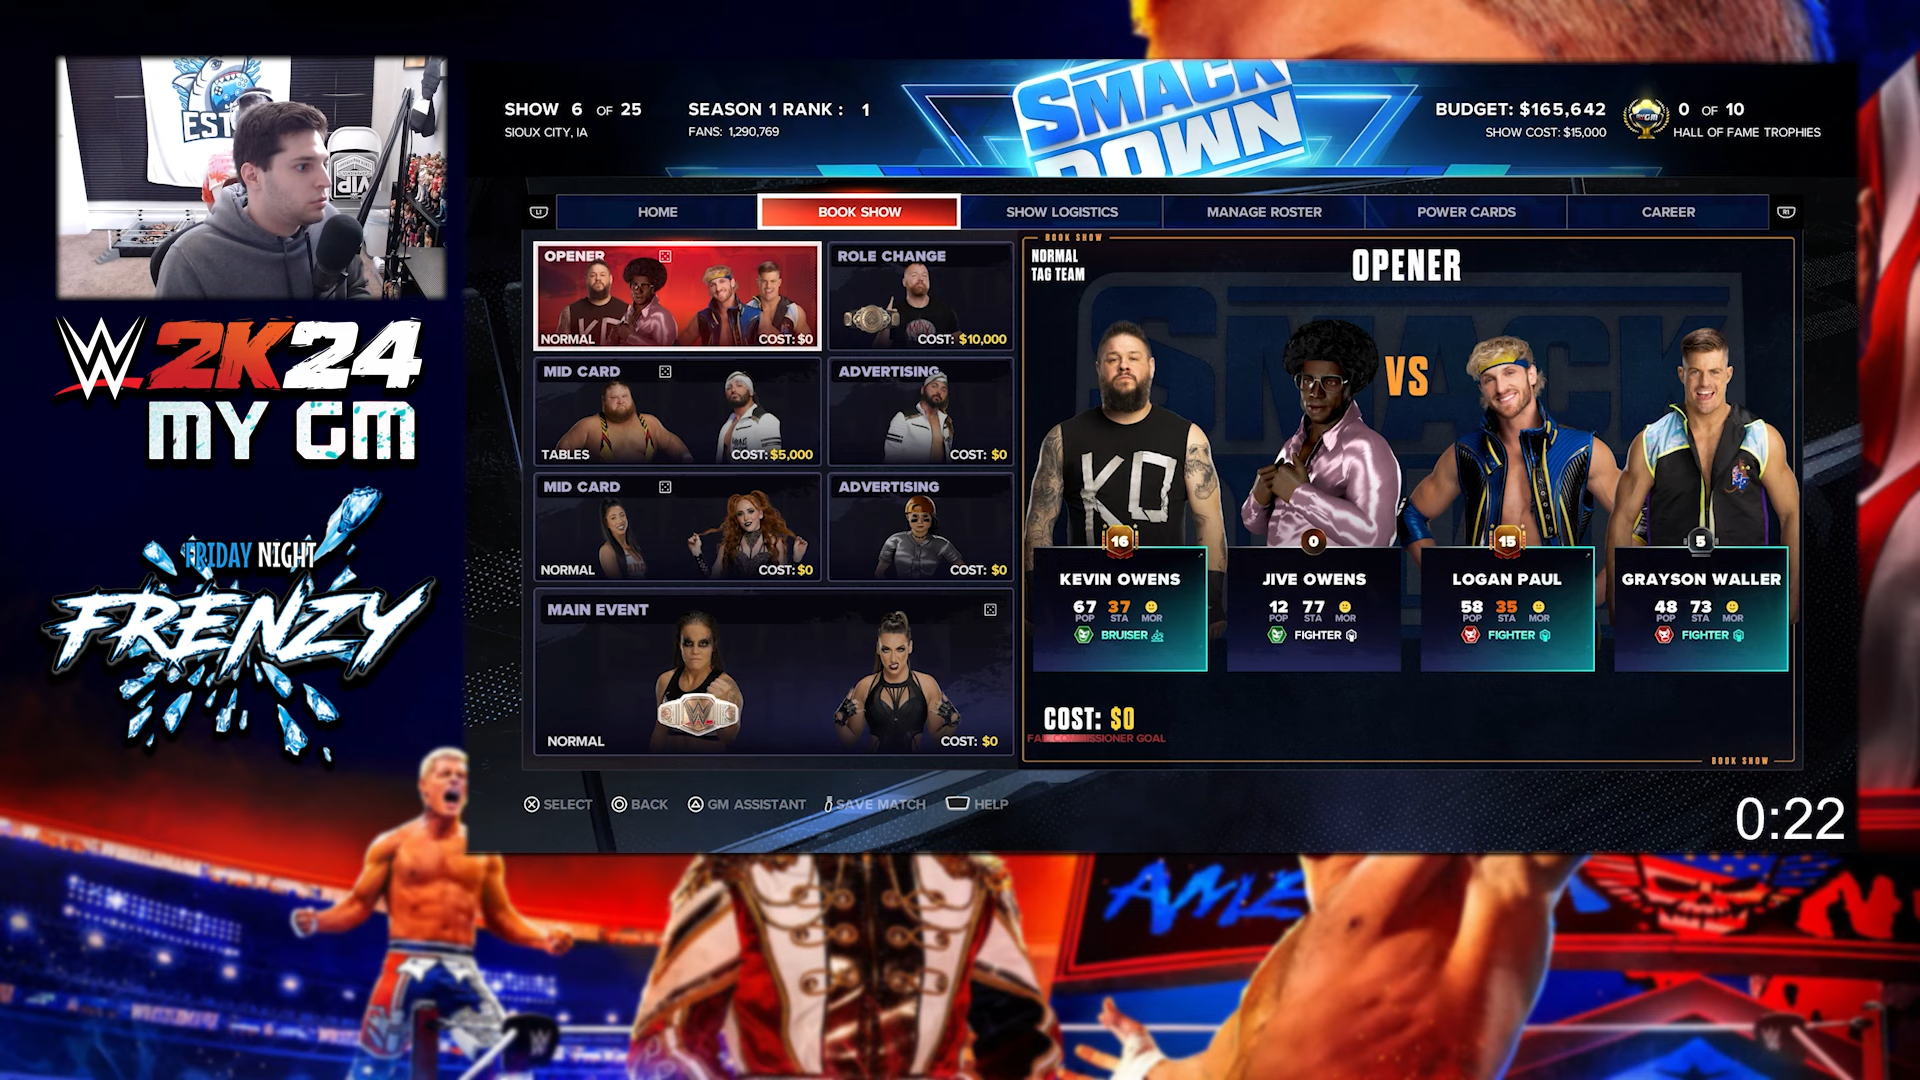 EST
VIP
W 2K24
MY GM
FRIDAY NIGHT
FRENZY
SHOW 6 OF 25
SIOUX CITY, IA
SEASON 1 RANK : 1
FANS: 1,290,769
SMACK
DOWN
BUDGET: $165,642
SHOW COST: $15,000
0 OF 10
HALL OF FAME TROPHIES
L1
HOME
BOOK SHOW
SHOW LOGISTICS
MANAGE ROSTER
POWER CARDS
CAREER
R1
OPENER
NORMAL
COST: $0
ROLE CHANGE
COST: $10,000
MID CARD
TABLES
COST: $5,000
ADVERTISING
COST: $0
MID CARD
NORMAL
COST: $0
ADVERTISING
COST: $0
MAIN EVENT
NORMAL
COST: $0
BOOK SHOW
NORMAL
TAG TEAM
OPENER
KO
VS
16
KEVIN OWENS
67 37
POP STA MOR
BRUISER
0
JIVE OWENS
12 77
POP STA MOR
FIGHTER
15
LOGAN PAUL
58 35
POP STA MOR
FIGHTER
5
GRAYSON WALLER
48 73
POP STA MOR
FIGHTER
COST: $0
BOOK SHOW
SELECT
BACK
GM ASSISTANT
SAVE MATCH
HELP
0:22
AME
N